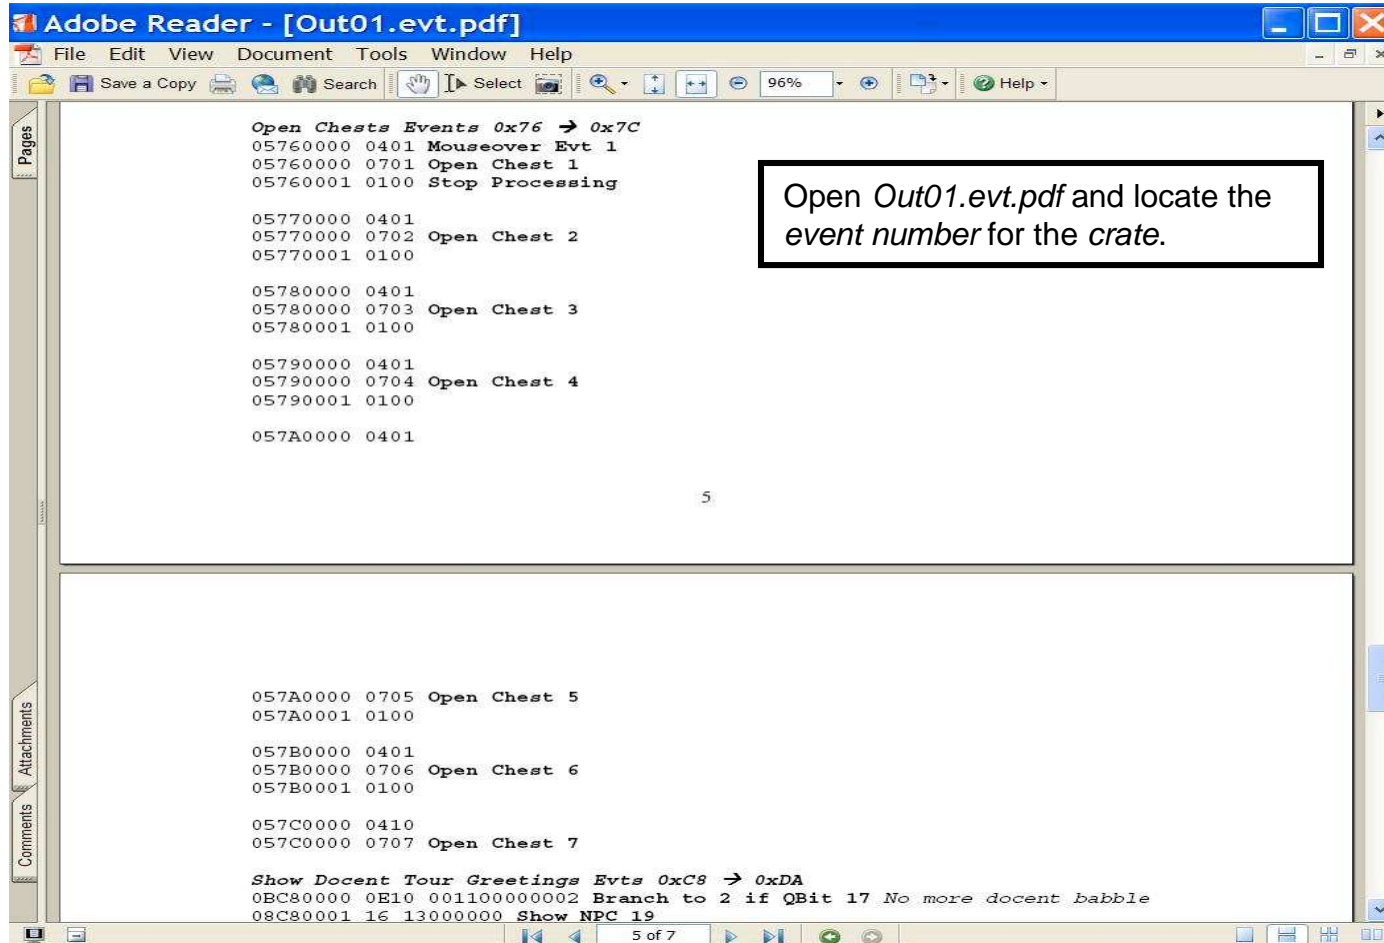 Adobe Reader - [Out01.evt.pdf]
File Edit View Document Tools Window Help
Save a Copy Search Select 96% Help
Pages
Open Chests Events 0x76 → 0x7C
05760000 0401 Mouseover Evt 1
05760000 0701 Open Chest 1
05760001 0100 Stop Processing
Open Out01.evt.pdf and locate the
event number for the crate.
05770000 0401
05770000 0702 Open Chest 2
05770001 0100
05780000 0401
05780000 0703 Open Chest 3
05780001 0100
05790000 0401
05790000 0704 Open Chest 4
05790001 0100
057A0000 0401
5
057A0000 0705 Open Chest 5
057A0001 0100
057B0000 0401
057B0000 0706 Open Chest 6
057B0001 0100
057C0000 0410
057C0000 0707 Open Chest 7
Show Docent Tour Greetings Evts 0xC8 → 0xDA
0BC80000 0E10 001100000002 Branch to 2 if QBit 17 No more docent babble
08C80001 16 13000000 Show NPC 19
Attachments
Comments
5 of 7